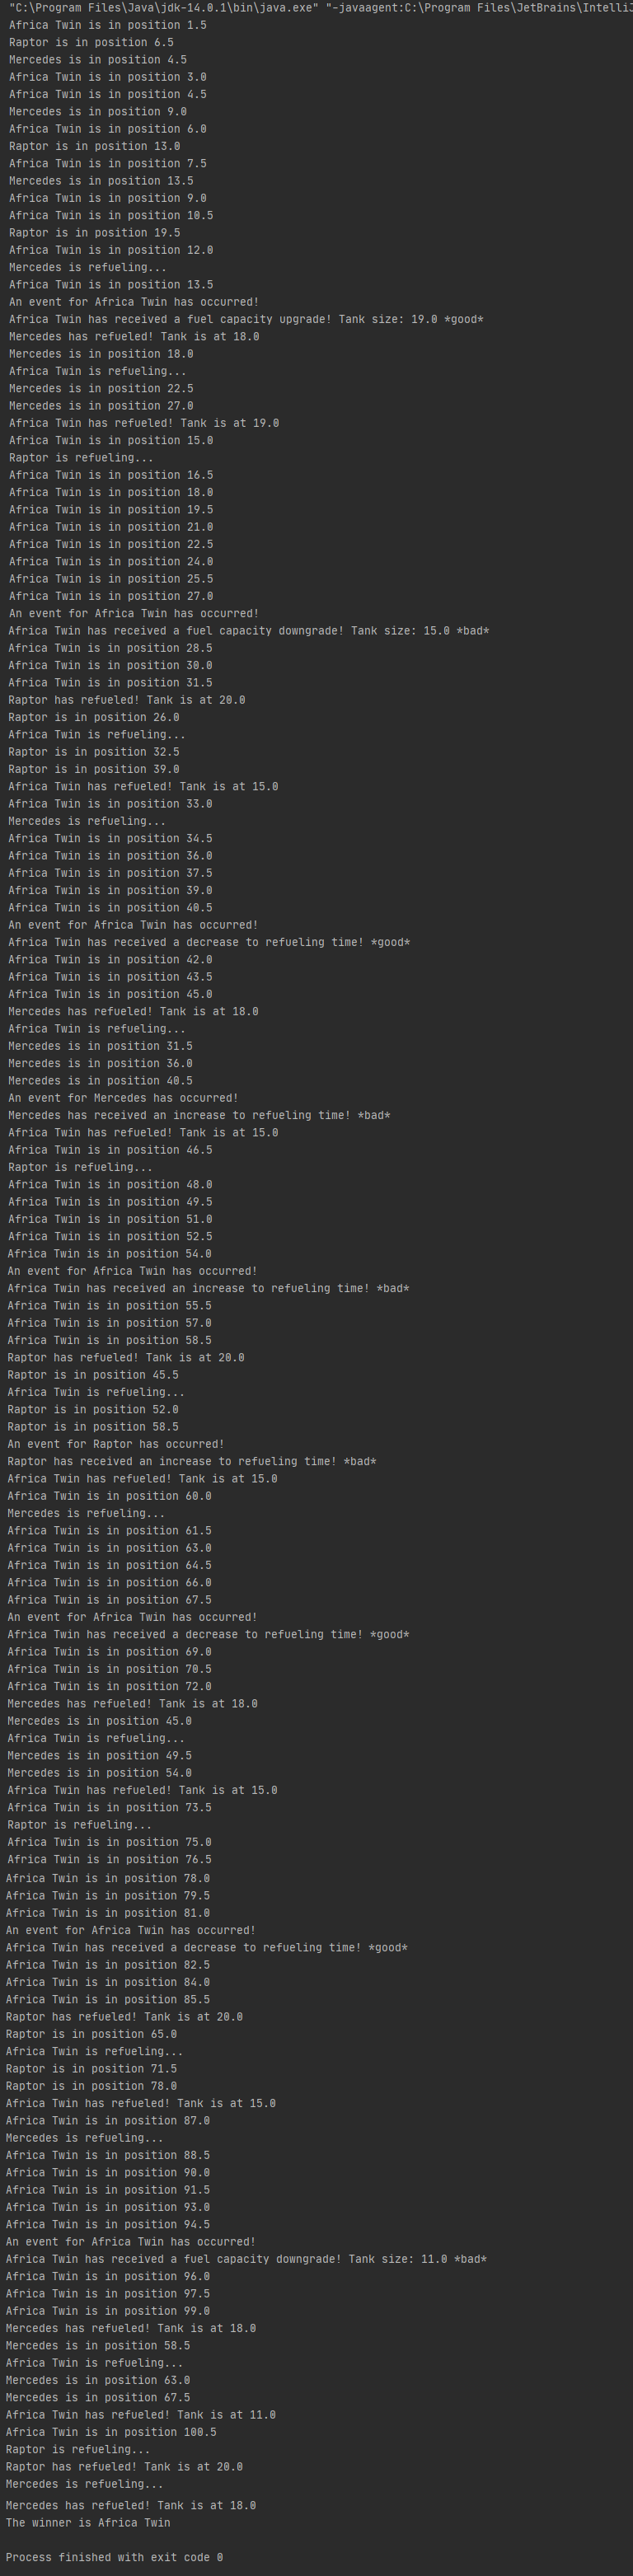 "C:\Program Files\Java\jdk-14.0.1\bin\java.exe" "-javaagent:C:\Program Files\JetBrains\IntelliJ
Africa Twin is in position 1.5
Raptor is in position 6.5
Mercedes is in position 4.5
Africa Twin is in position 3.0
Africa Twin is in position 4.5
Mercedes is in position 9.0
Africa Twin is in position 6.0
Raptor is in position 13.0
Africa Twin is in position 7.5
Mercedes is in position 13.5
Africa Twin is in position 9.0
Africa Twin is in position 10.5
Raptor is in position 19.5
Africa Twin is in position 12.0
Mercedes is refueling...
Africa Twin is in position 13.5
An event for Africa Twin has occurred!
Africa Twin has received a fuel capacity upgrade! Tank size: 19.0 *good*
Mercedes has refueled! Tank is at 18.0
Mercedes is in position 18.0
Africa Twin is refueling...
Mercedes is in position 22.5
Mercedes is in position 27.0
Africa Twin has refueled! Tank is at 19.0
Africa Twin is in position 15.0
Raptor is refueling...
Africa Twin is in position 16.5
Africa Twin is in position 18.0
Africa Twin is in position 19.5
Africa Twin is in position 21.0
Africa Twin is in position 22.5
Africa Twin is in position 24.0
Africa Twin is in position 25.5
Africa Twin is in position 27.0
An event for Africa Twin has occurred!
Africa Twin has received a fuel capacity downgrade! Tank size: 15.0 *bad*
Africa Twin is in position 28.5
Africa Twin is in position 30.0
Africa Twin is in position 31.5
Raptor has refueled! Tank is at 20.0
Raptor is in position 26.0
Africa Twin is refueling...
Raptor is in position 32.5
Raptor is in position 39.0
Africa Twin has refueled! Tank is at 15.0
Africa Twin is in position 33.0
Mercedes is refueling...
Africa Twin is in position 34.5
Africa Twin is in position 36.0
Africa Twin is in position 37.5
Africa Twin is in position 39.0
Africa Twin is in position 40.5
An event for Africa Twin has occurred!
Africa Twin has received a decrease to refueling time! *good*
Africa Twin is in position 42.0
Africa Twin is in position 43.5
Africa Twin is in position 45.0
Mercedes has refueled! Tank is at 18.0
Africa Twin is refueling...
Mercedes is in position 31.5
Mercedes is in position 36.0
Mercedes is in position 40.5
An event for Mercedes has occurred!
Mercedes has received an increase to refueling time! *bad*
Africa Twin has refueled! Tank is at 15.0
Africa Twin is in position 46.5
Raptor is refueling...
Africa Twin is in position 48.0
Africa Twin is in position 49.5
Africa Twin is in position 51.0
Africa Twin is in position 52.5
Africa Twin is in position 54.0
An event for Africa Twin has occurred!
Africa Twin has received an increase to refueling time! *bad*
Africa Twin is in position 55.5
Africa Twin is in position 57.0
Africa Twin is in position 58.5
Raptor has refueled! Tank is at 20.0
Raptor is in position 45.5
Africa Twin is refueling...
Raptor is in position 52.0
Raptor is in position 58.5
An event for Raptor has occurred!
Raptor has received an increase to refueling time! *bad*
Africa Twin has refueled! Tank is at 15.0
Africa Twin is in position 60.0
Mercedes is refueling...
Africa Twin is in position 61.5
Africa Twin is in position 63.0
Africa Twin is in position 64.5
Africa Twin is in position 66.0
Africa Twin is in position 67.5
An event for Africa Twin has occurred!
Africa Twin has received a decrease to refueling time! *good*
Africa Twin is in position 69.0
Africa Twin is in position 70.5
Africa Twin is in position 72.0
Mercedes has refueled! Tank is at 18.0
Mercedes is in position 45.0
Africa Twin is refueling...
Mercedes is in position 49.5
Mercedes is in position 54.0
Africa Twin has refueled! Tank is at 15.0
Africa Twin is in position 73.5
Raptor is refueling...
Africa Twin is in position 75.0
Africa Twin is in position 76.5
Africa Twin is in position 78.0
Africa Twin is in position 79.5
Africa Twin is in position 81.0
An event for Africa Twin has occurred!
Africa Twin has received a decrease to refueling time! *good*
Africa Twin is in position 82.5
Africa Twin is in position 84.0
Africa Twin is in position 85.5
Raptor has refueled! Tank is at 20.0
Raptor is in position 65.0
Africa Twin is refueling...
Raptor is in position 71.5
Raptor is in position 78.0
Africa Twin has refueled! Tank is at 15.0
Africa Twin is in position 87.0
Mercedes is refueling...
Africa Twin is in position 88.5
Africa Twin is in position 90.0
Africa Twin is in position 91.5
Africa Twin is in position 93.0
Africa Twin is in position 94.5
An event for Africa Twin has occurred!
Africa Twin has received a fuel capacity downgrade! Tank size: 11.0 *bad*
Africa Twin is in position 96.0
Africa Twin is in position 97.5
Africa Twin is in position 99.0
Mercedes has refueled! Tank is at 18.0
Mercedes is in position 58.5
Africa Twin is refueling...
Mercedes is in position 63.0
Mercedes is in position 67.5
Africa Twin has refueled! Tank is at 11.0
Africa Twin is in position 100.5
Raptor is refueling...
Raptor has refueled! Tank is at 20.0
Mercedes is refueling...
Mercedes has refueled! Tank is at 18.0
The winner is Africa Twin
Process finished with exit code 0